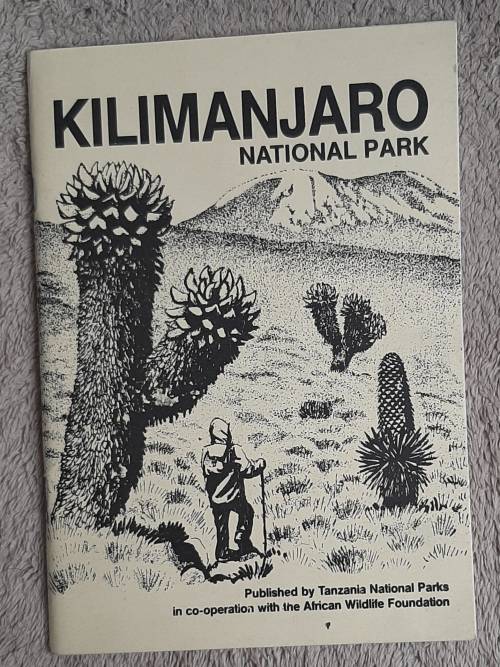 KILIMANJARO
NATIONAL PARK
Published by Tanzania National Parks
in co-operation with the African Wildlife Foundation